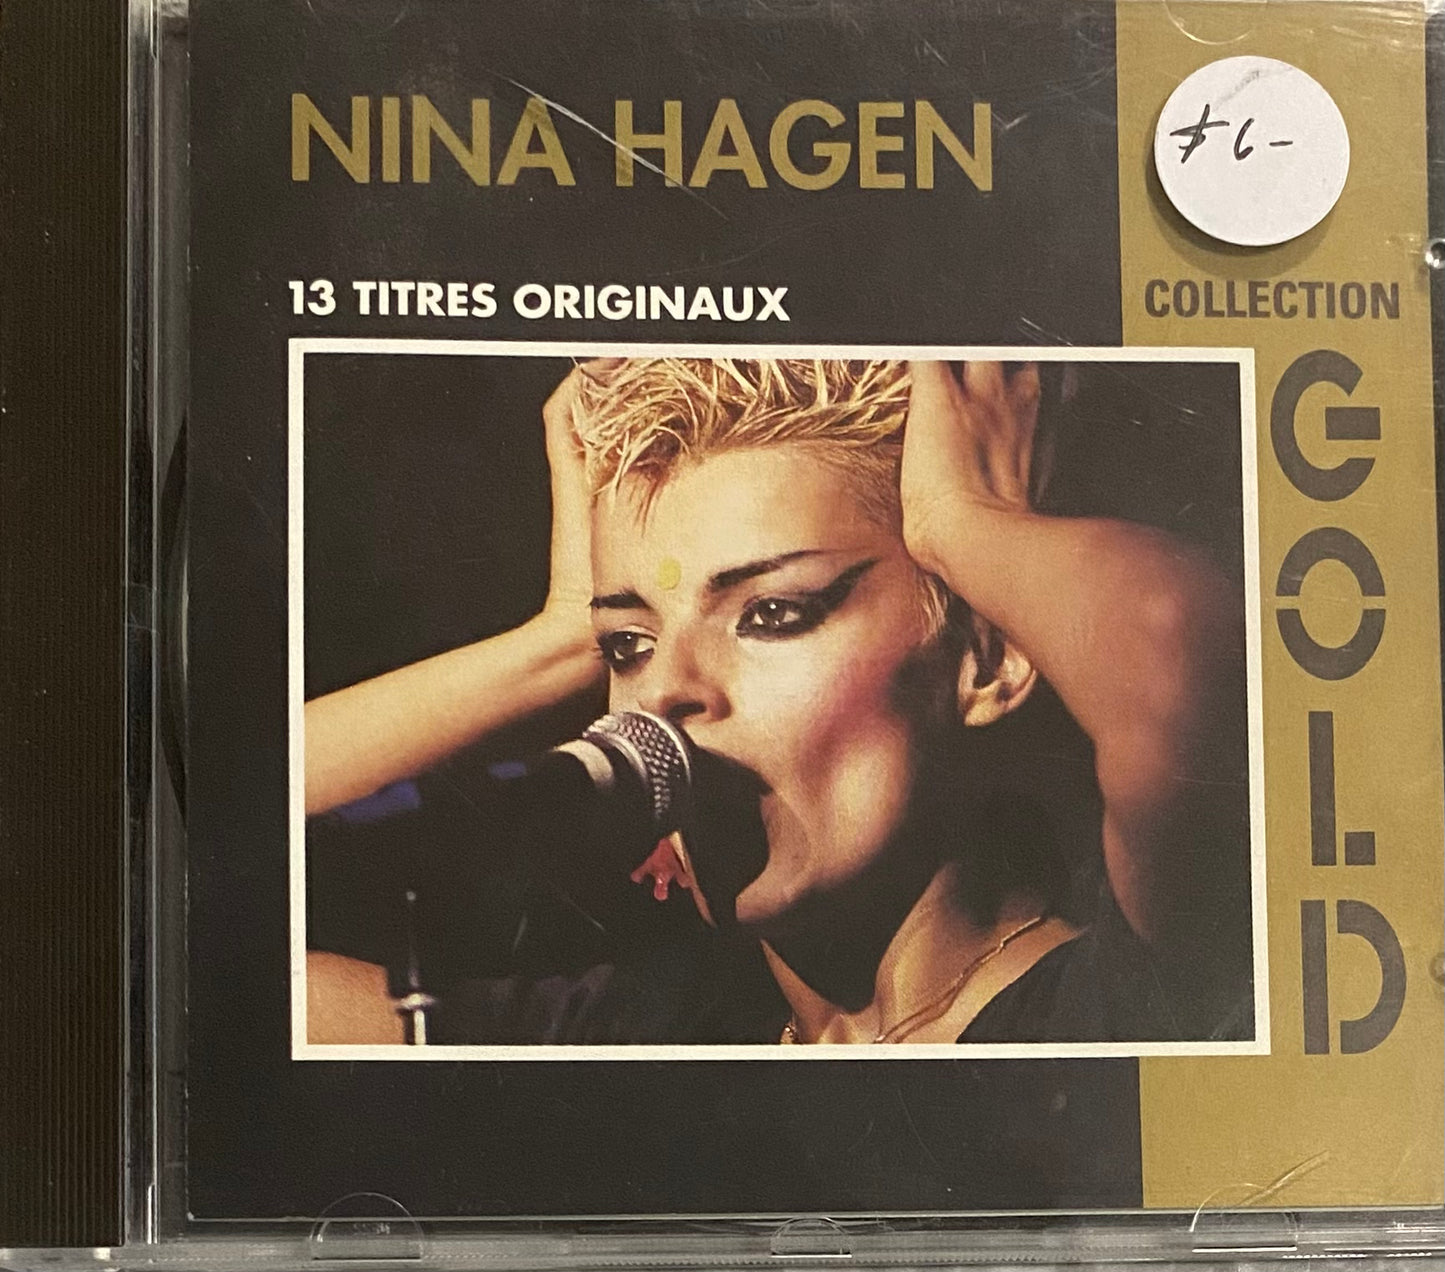 NINA HAGEN
$6-
13 TITRES ORIGINAUX
COLLECTION
GOLD